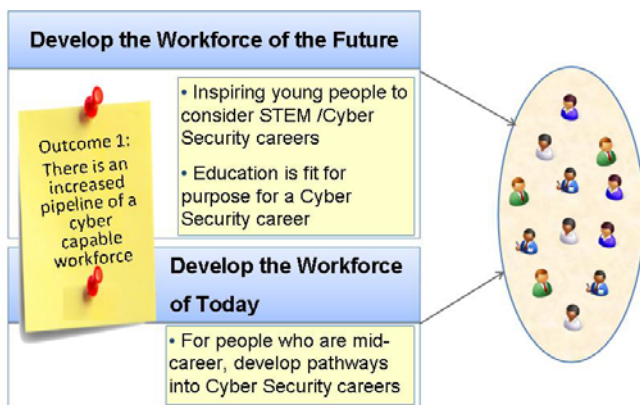 Develop the Workforce of the Future
• Inspiring young people to
consider STEM /Cyber
Security careers
• Education is fit for
purpose for a Cyber
Security career
Outcome 1:
There is an
increased
pipeline of a
cyber
capable
workforce
Develop the Workforce
of Today
• For people who are mid-
career, develop pathways
into Cyber Security careers